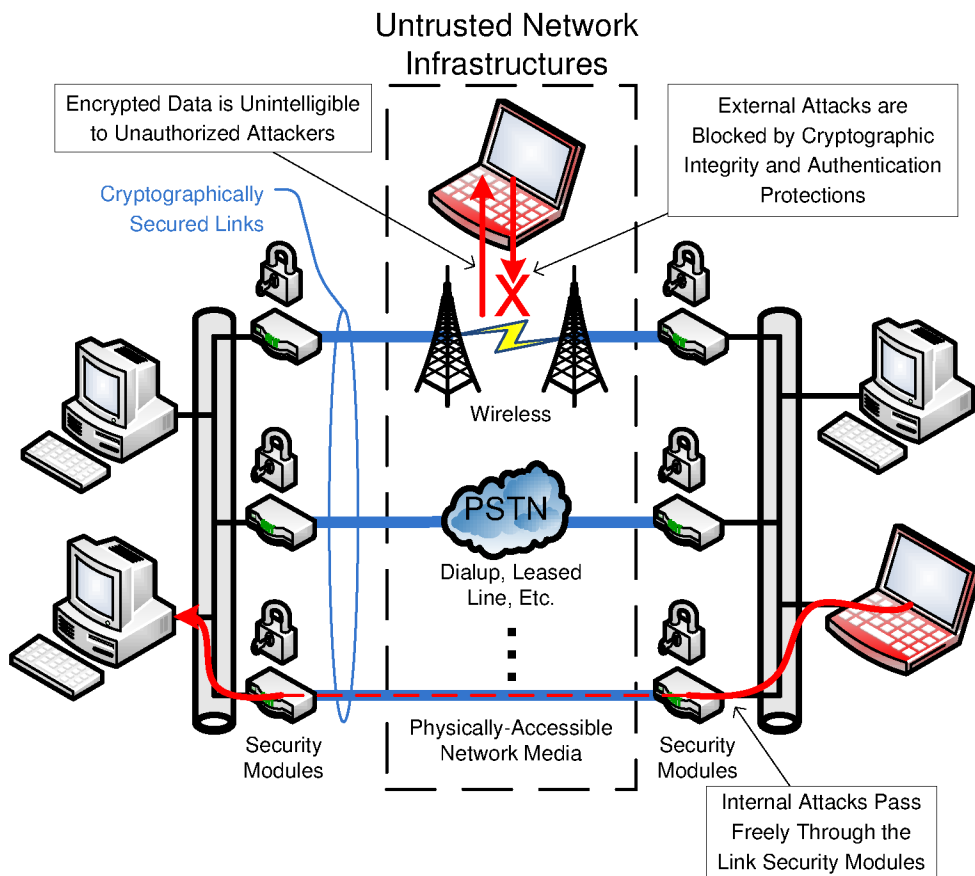 Untrusted Network
Infrastructures
Encrypted Data is Unintelligible
to Unauthorized Attackers
External Attacks are
Blocked by Cryptographic
Integrity and Authentication
Protections
Cryptographically
Secured Links
X
Wireless
PSTN
Dialup, Leased
Line, Etc.
Physically-Accessible
Network Media
Security
Modules
Security
Modules
Internal Attacks Pass
Freely Through the
Link Security Modules